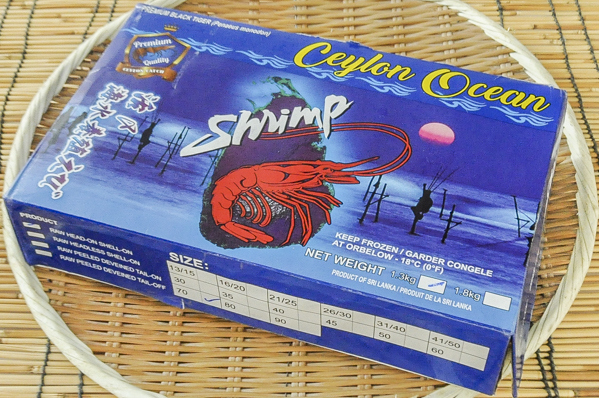 PREMIUM BLACK TIGER (Penaeus monodon)
Premium
Quality
Ceylon Ocean
Shrimp
KEEP FROZEN / GARDER CONGELE
AT ORBELOW - 18°C (0°F)
NET WEIGHT 1.3kg 1.8kg
PRODUCT OF SRI LANKA / PRODUIT DE LA SRI LANKA
PRODUCT
RAW HEAD-ON SHELL-ON
RAW HEADLESS SHELL-ON
RAW PEELED DEVEINED TAIL-ON
RAW PEELED DEVEINED TAIL-OFF
SIZE:
13/15 16/20 21/25 26/30 31/40 41/50
30 35 40 45 50 60
70 80 90